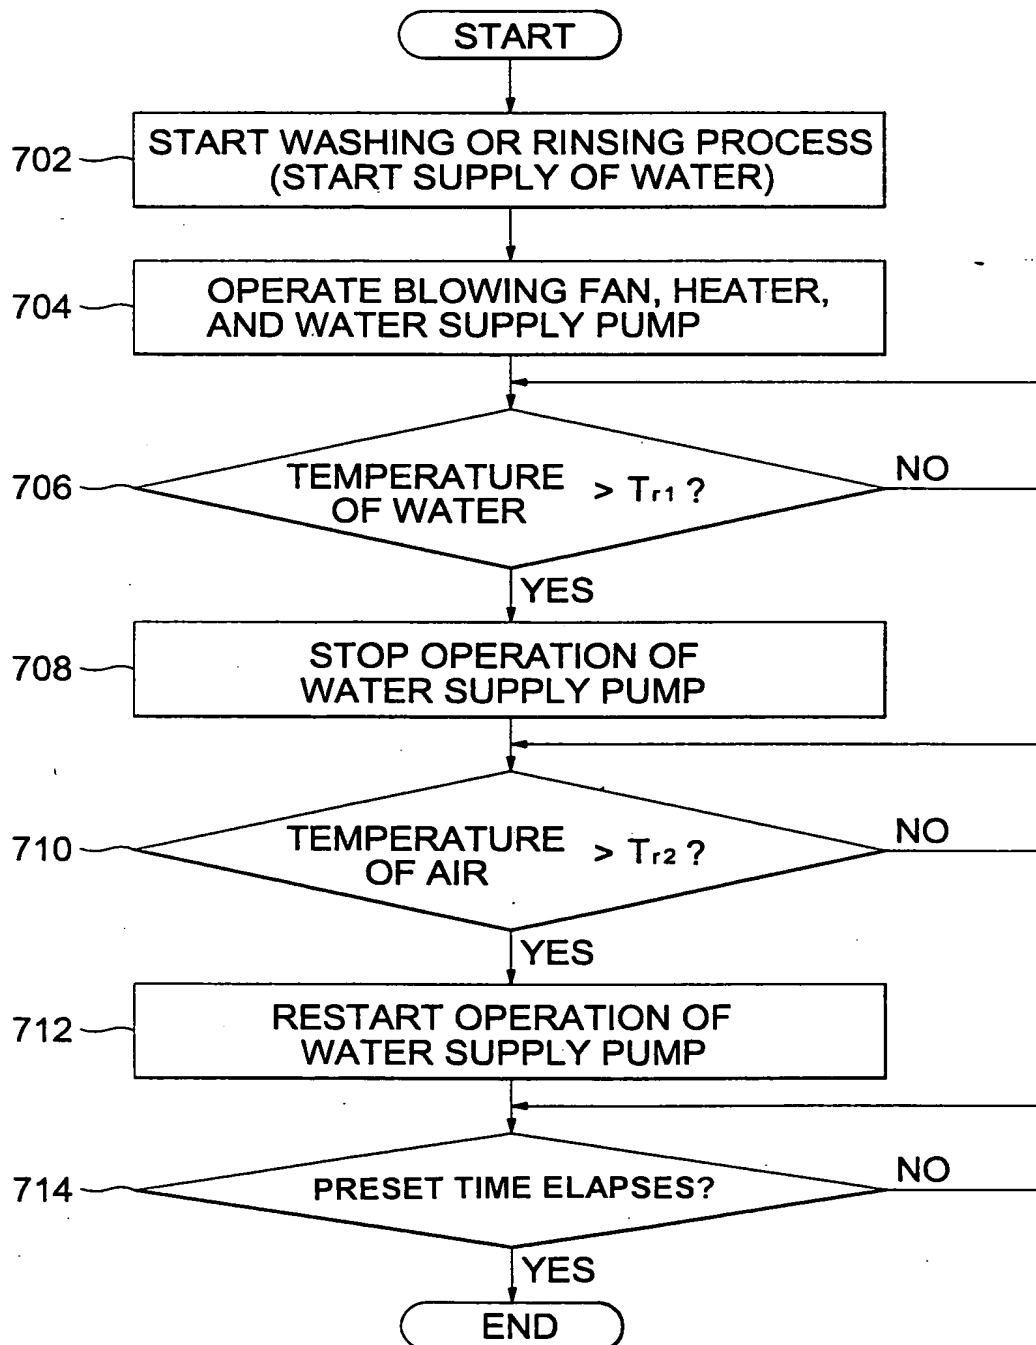 START
702
START WASHING OR RINSING PROCESS
(START SUPPLY OF WATER)
704
OPERATE BLOWING FAN, HEATER,
AND WATER SUPPLY PUMP
706
TEMPERATURE
OF WATER
> Tr1 ?
NO
YES
708
STOP OPERATION OF
WATER SUPPLY PUMP
710
TEMPERATURE
OF AIR
> Tr2 ?
NO
YES
712
RESTART OPERATION OF
WATER SUPPLY PUMP
714
PRESET TIME ELAPSES?
NO
YES
END